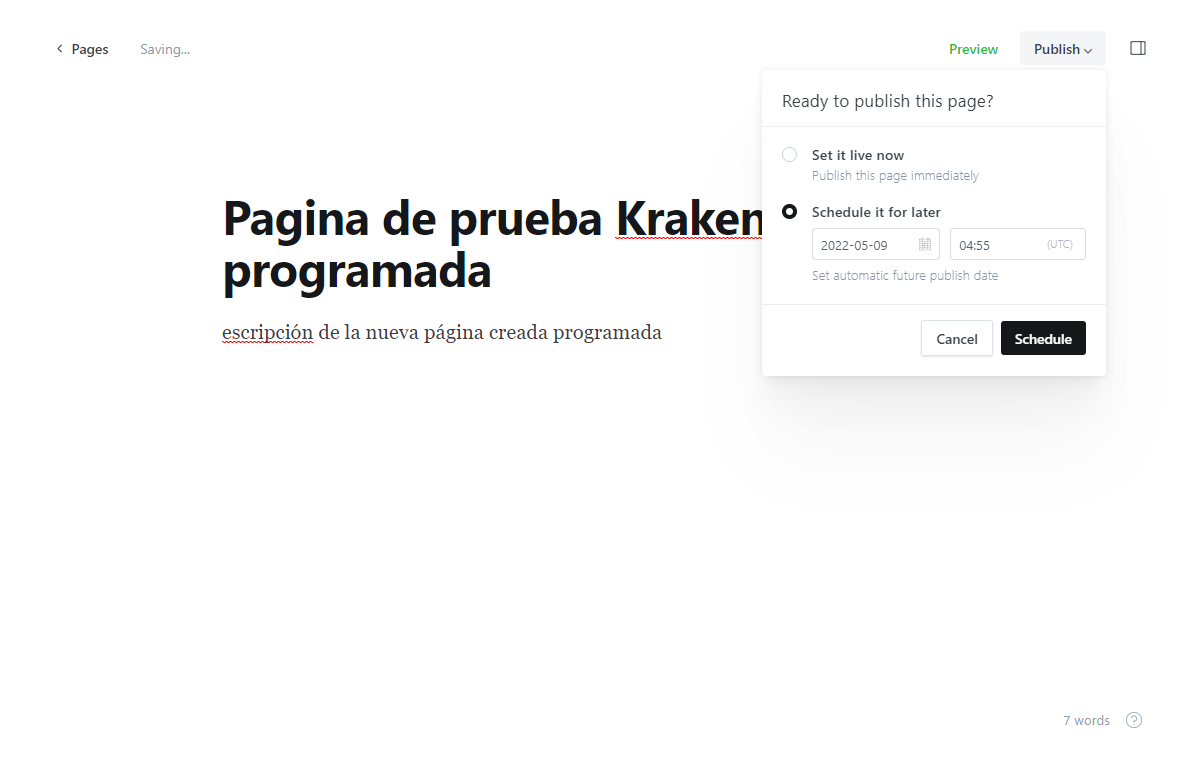 Pages
Saving...
Preview
Publish
Ready to publish this page?
Set it live now
Publish this page immediately
Schedule it for later
2022-05-09
04:55
(UTC)
Set automatic future publish date
Cancel
Schedule
Pagina de prueba Kraken
programada
escripción de la nueva página creada programada
7 words
?